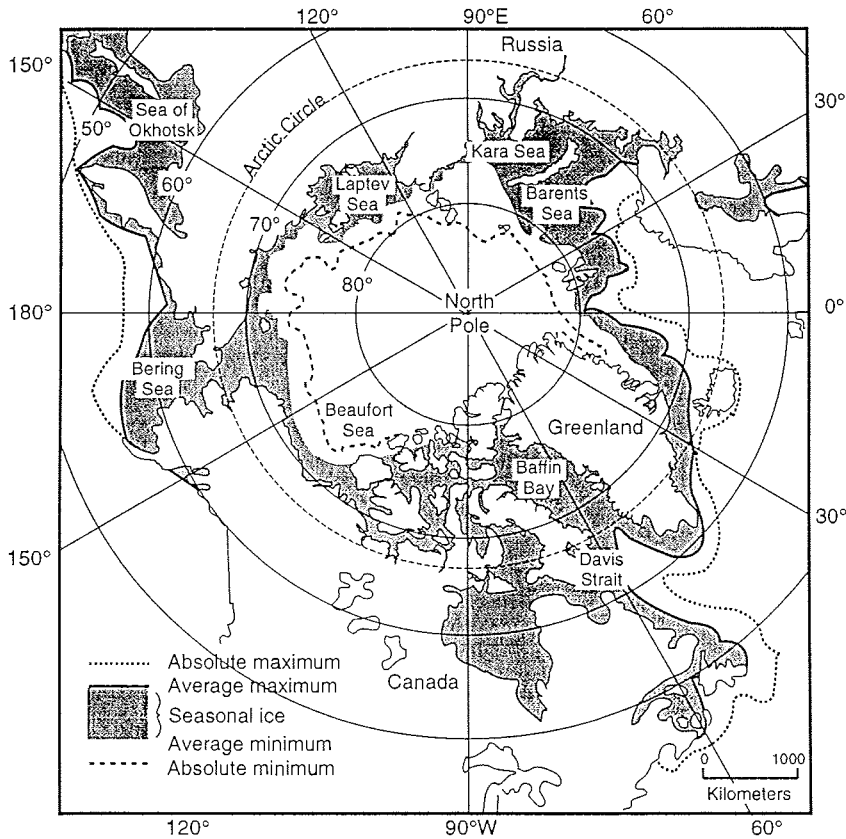 120°
90°E
60°
Russia
150°
30°
Sea of
Okhotsk
50°
Arctic Circle
Kara Sea
60°
Laptev
Sea
Barents
Sea
70°
80°
North
Pole
180°
0°
Bering
Sea
Beaufort
Sea
Greenland
Baffin
Bay
30°
150°
Davis
Strait
Absolute maximum
Average maximum
Canada
Seasonal ice
Average minimum
Absolute minimum
0 1000
Kilometers
120°
90°W
60°